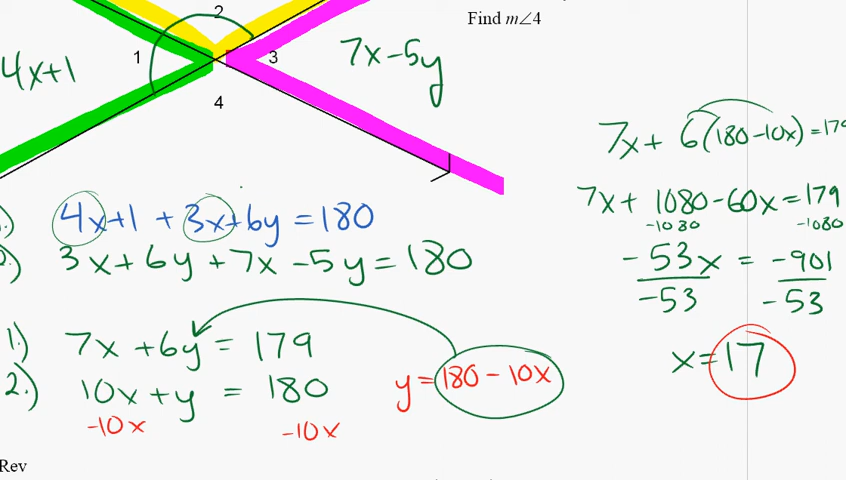 2
Find m∠4
4x+1
1
3
7x-5y
4
7x + 6(180-10x)=179
7x + 1080-60x=179
-1080 -1080
4x+1 + 3x+6y =180
3x+6y+7x-5y=180
-53x = -901
-53 -53
1.) 7x+6y = 179
x=17
2.) 10x+y = 180
y=180-10x
-10x -10x
Rev